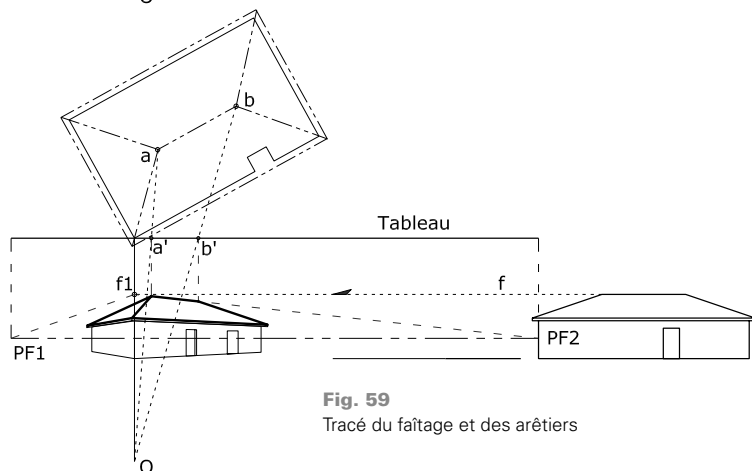 b
a
Tableau
a'
b'
f1
f
PF1
PF2
Fig. 59
Tracé du faîtage et des arêtiers
O